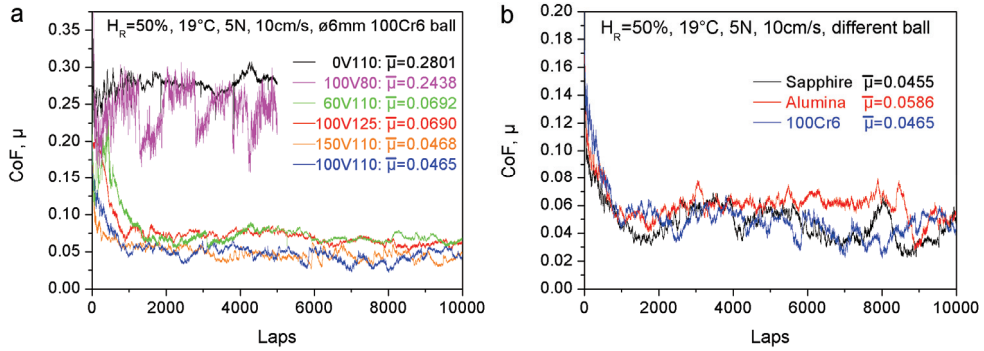 a
H_R=50%, 19°C, 5N, 10cm/s, ø6mm 100Cr6 ball
0V110: μ̅=0.2801
100V80: μ̅=0.2438
60V110: μ̅=0.0692
100V125: μ̅=0.0690
150V110: μ̅=0.0468
100V110: μ̅=0.0465
CoF, μ
0.35
0.30
0.25
0.20
0.15
0.10
0.05
0.00
0 2000 4000 6000 8000 10000
Laps
b
H_R=50%, 19°C, 5N, 10cm/s, different ball
Sapphire μ̅=0.0455
Alumina μ̅=0.0586
100Cr6 μ̅=0.0465
CoF, μ
0.20
0.18
0.16
0.14
0.12
0.10
0.08
0.06
0.04
0.02
0.00
0 2000 4000 6000 8000 10000
Laps